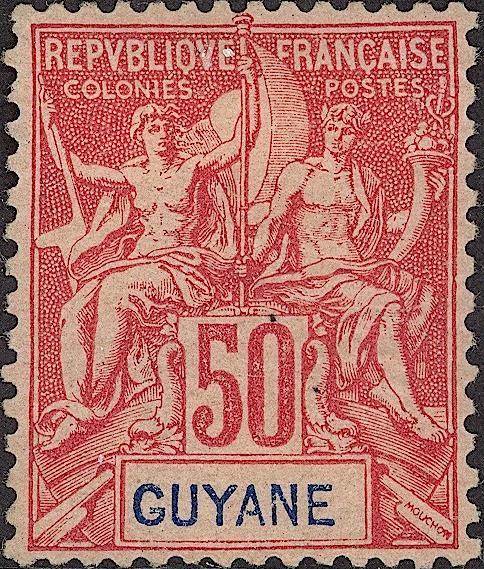 REPVBLIQVE FRANÇAISE
COLONIES POSTES
50
GUYANE
MOUCHON